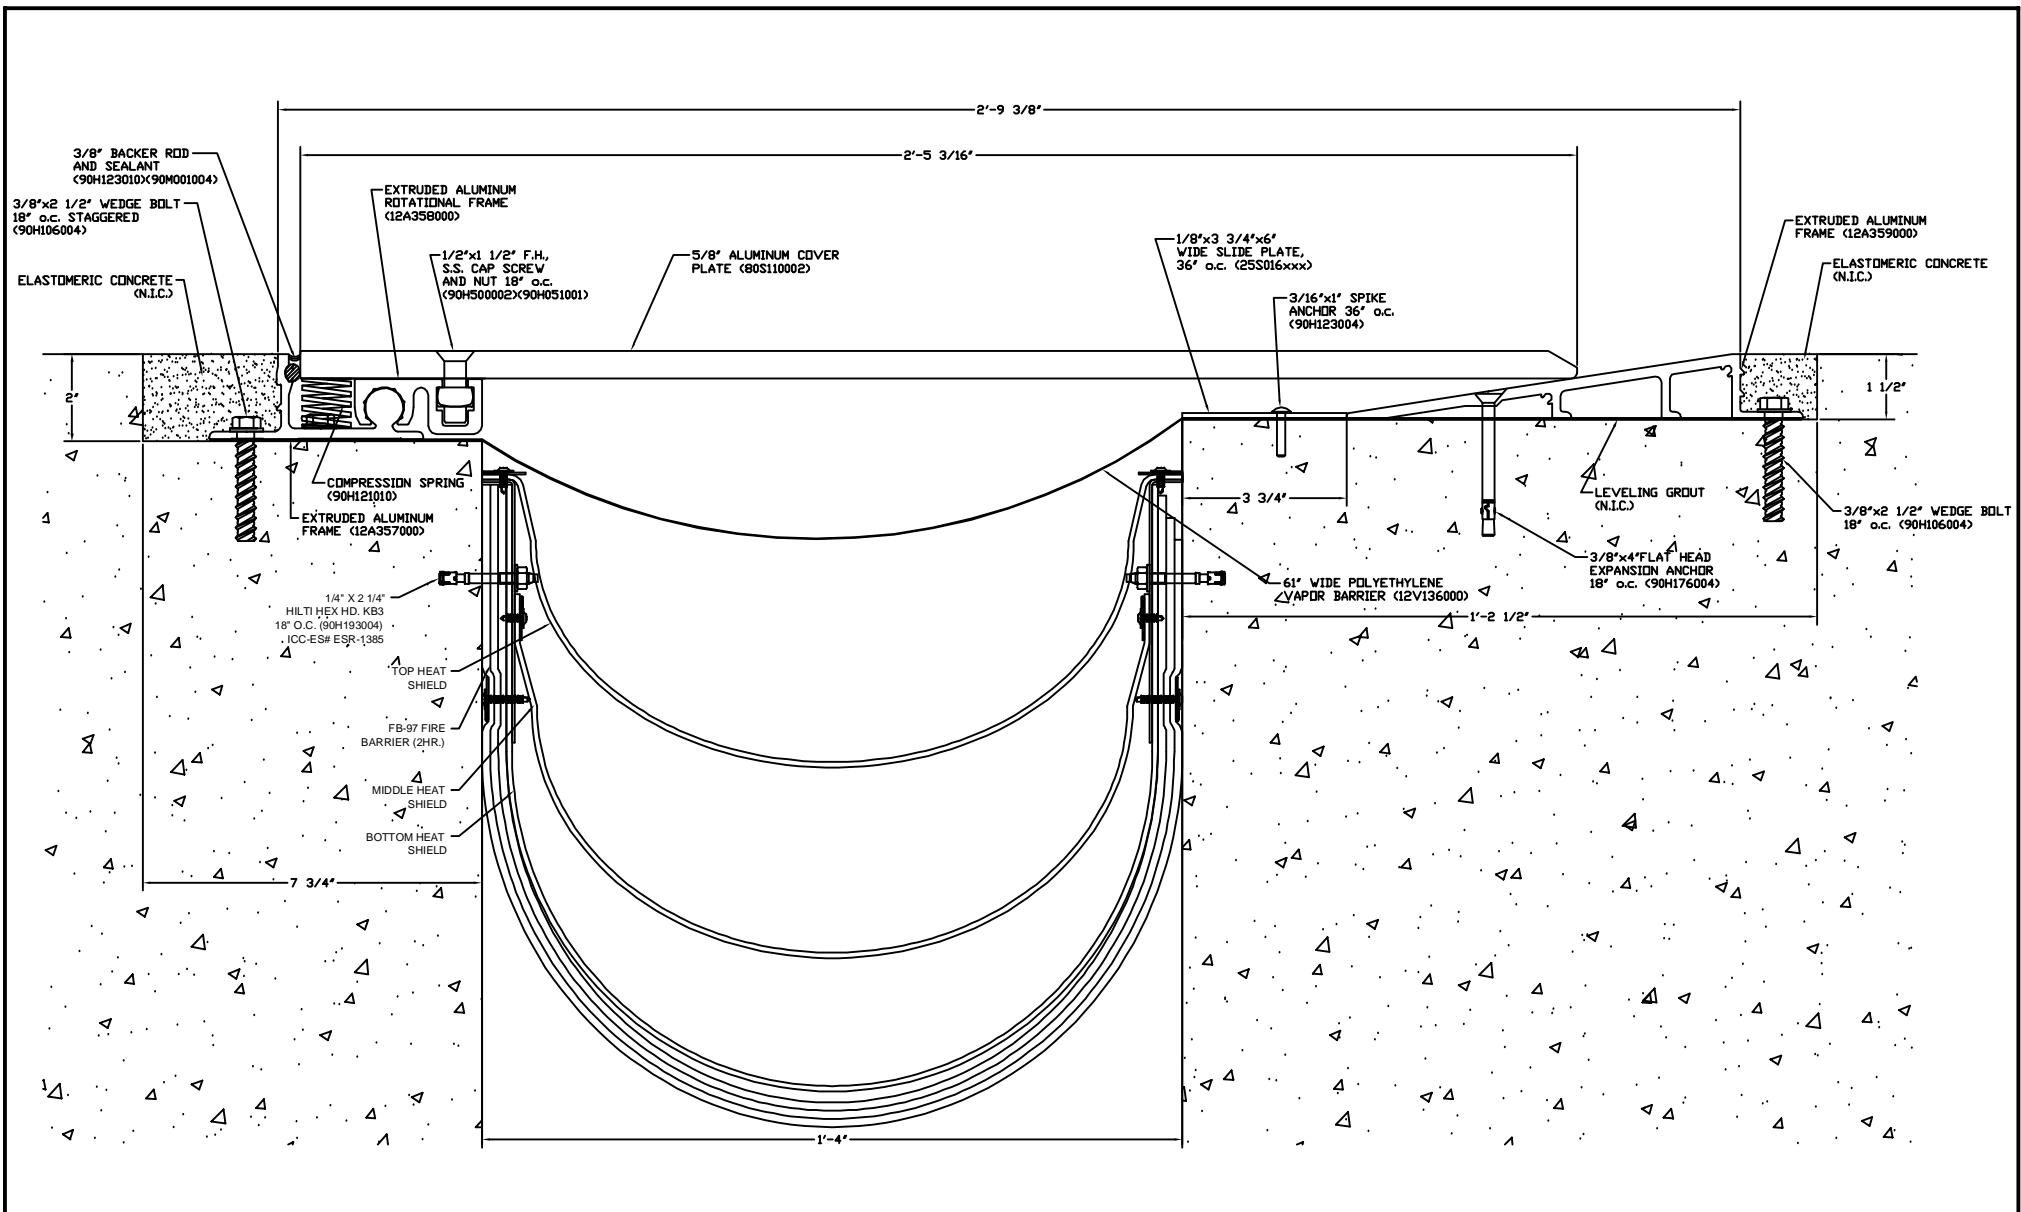 2'-9 3/8"
2'-5 3/16"
3/8" BACKER ROD
AND SEALANT
(90H123010)(90M001004)
3/8"x2 1/2" WEDGE BOLT
18" o.c. STAGGERED
(90H106004)
ELASTOMERIC CONCRETE
(N.I.C.)
EXTRUDED ALUMINUM
ROTATIONAL FRAME
(12A358000)
1/2"x1 1/2" F.H.,
S.S. CAP SCREW
AND NUT 18" o.c.
(90H500002)(90H051001)
5/8" ALUMINUM COVER
PLATE (80S110002)
1/8"x3 3/4"x6"
WIDE SLIDE PLATE,
36" o.c. (25S016xxx)
3/16"x1" SPIKE
ANCHOR 36" o.c.
(90H123004)
EXTRUDED ALUMINUM
FRAME (12A359000)
ELASTOMERIC CONCRETE
(N.I.C.)
2"
1 1/2"
COMPRESSION SPRING
(90H121010)
EXTRUDED ALUMINUM
FRAME (12A357000)
3 3/4"
LEVELING GROUT
(N.I.C.)
3/8"x2 1/2" WEDGE BOLT
18" o.c. (90H106004)
3/8"x4"FLAT HEAD
EXPANSION ANCHOR
18" o.c. (90H176004)
61" WIDE POLYETHYLENE
VAPOR BARRIER (12V136000)
1'-2 1/2"
1/4" X 2 1/4"
HILTI HEX HD. KB3
18" O.C. (90H193004)
ICC-ES# ESR-1385
TOP HEAT
SHIELD
FB-97 FIRE
BARRIER (2HR.)
MIDDLE HEAT
SHIELD
BOTTOM HEAT
SHIELD
7 3/4"
1'-4"